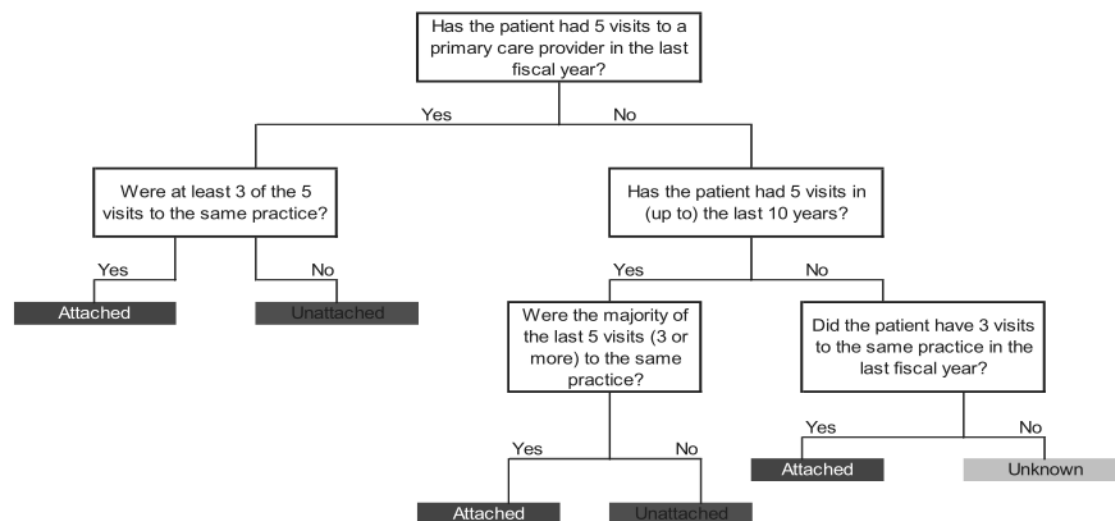 Has the patient had 5 visits to a
primary care provider in the last
fiscal year?
Yes
No
Were at least 3 of the 5
visits to the same practice?
Has the patient had 5 visits in
(up to) the last 10 years?
Yes
No
Yes
No
Attached
Unattached
Were the majority of
the last 5 visits (3 or
more) to the same
practice?
Did the patient have 3 visits
to the same practice in the
last fiscal year?
Yes
No
Yes
No
Attached
Unknown
Attached
Unattached